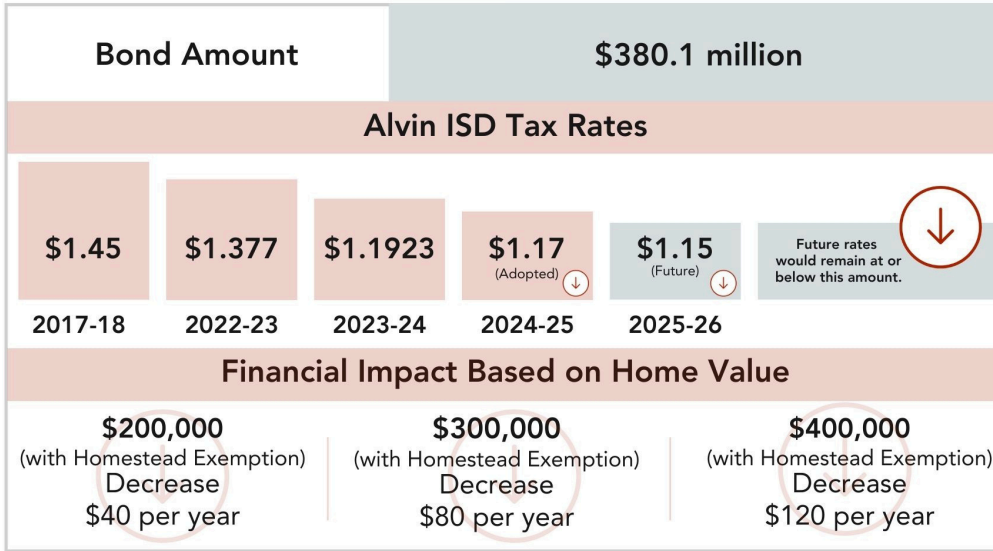 Bond Amount
$380.1 million
Alvin ISD Tax Rates
$1.45
$1.377
$1.1923
$1.17
(Adopted)
$1.15
(Future)
Future rates
would remain at or
below this amount.
2017-18
2022-23
2023-24
2024-25
2025-26
Financial Impact Based on Home Value
$200,000
(with Homestead Exemption)
Decrease
$40 per year
$300,000
(with Homestead Exemption)
Decrease
$80 per year
$400,000
(with Homestead Exemption)
Decrease
$120 per year